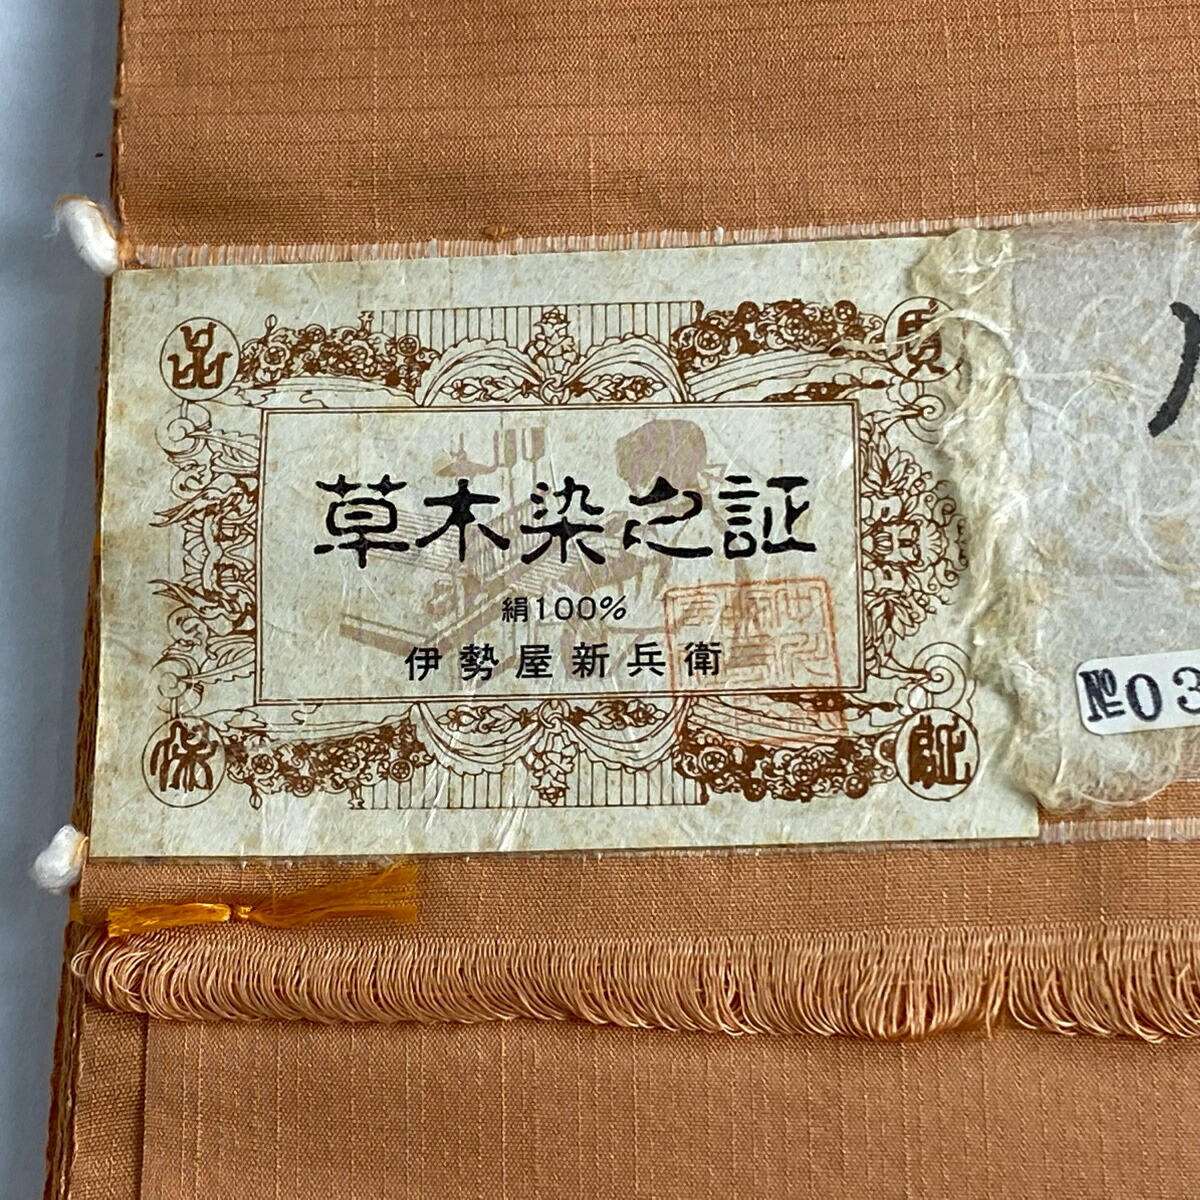 品 質
草木染之証
絹100%
伊勢屋新兵衛
保 証
№03